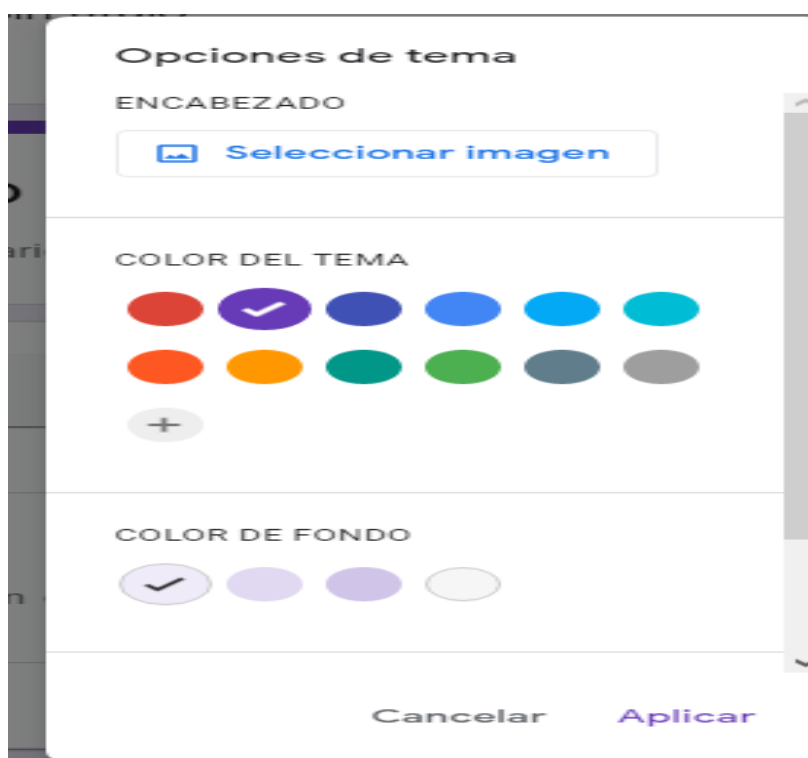 Opciones de tema
ENCABEZADO
Seleccionar imagen
COLOR DEL TEMA
COLOR DE FONDO
Cancelar Aplicar